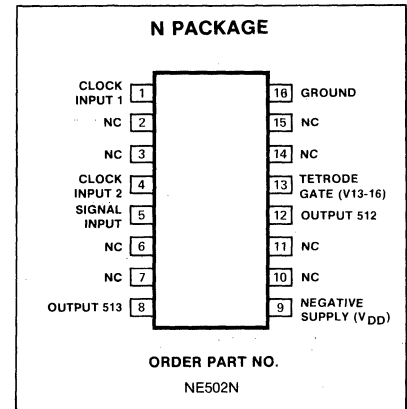 N PACKAGE
CLOCK
INPUT 1
1
16
GROUND
NC
2
15
NC
NC
3
14
NC
CLOCK
INPUT 2
4
13
TETRODE
GATE (V13-16)
SIGNAL
INPUT
5
12
OUTPUT 512
NC
6
11
NC
NC
7
10
NC
OUTPUT 513
8
9
NEGATIVE
SUPPLY (VDD)
ORDER PART NO.
NE502N